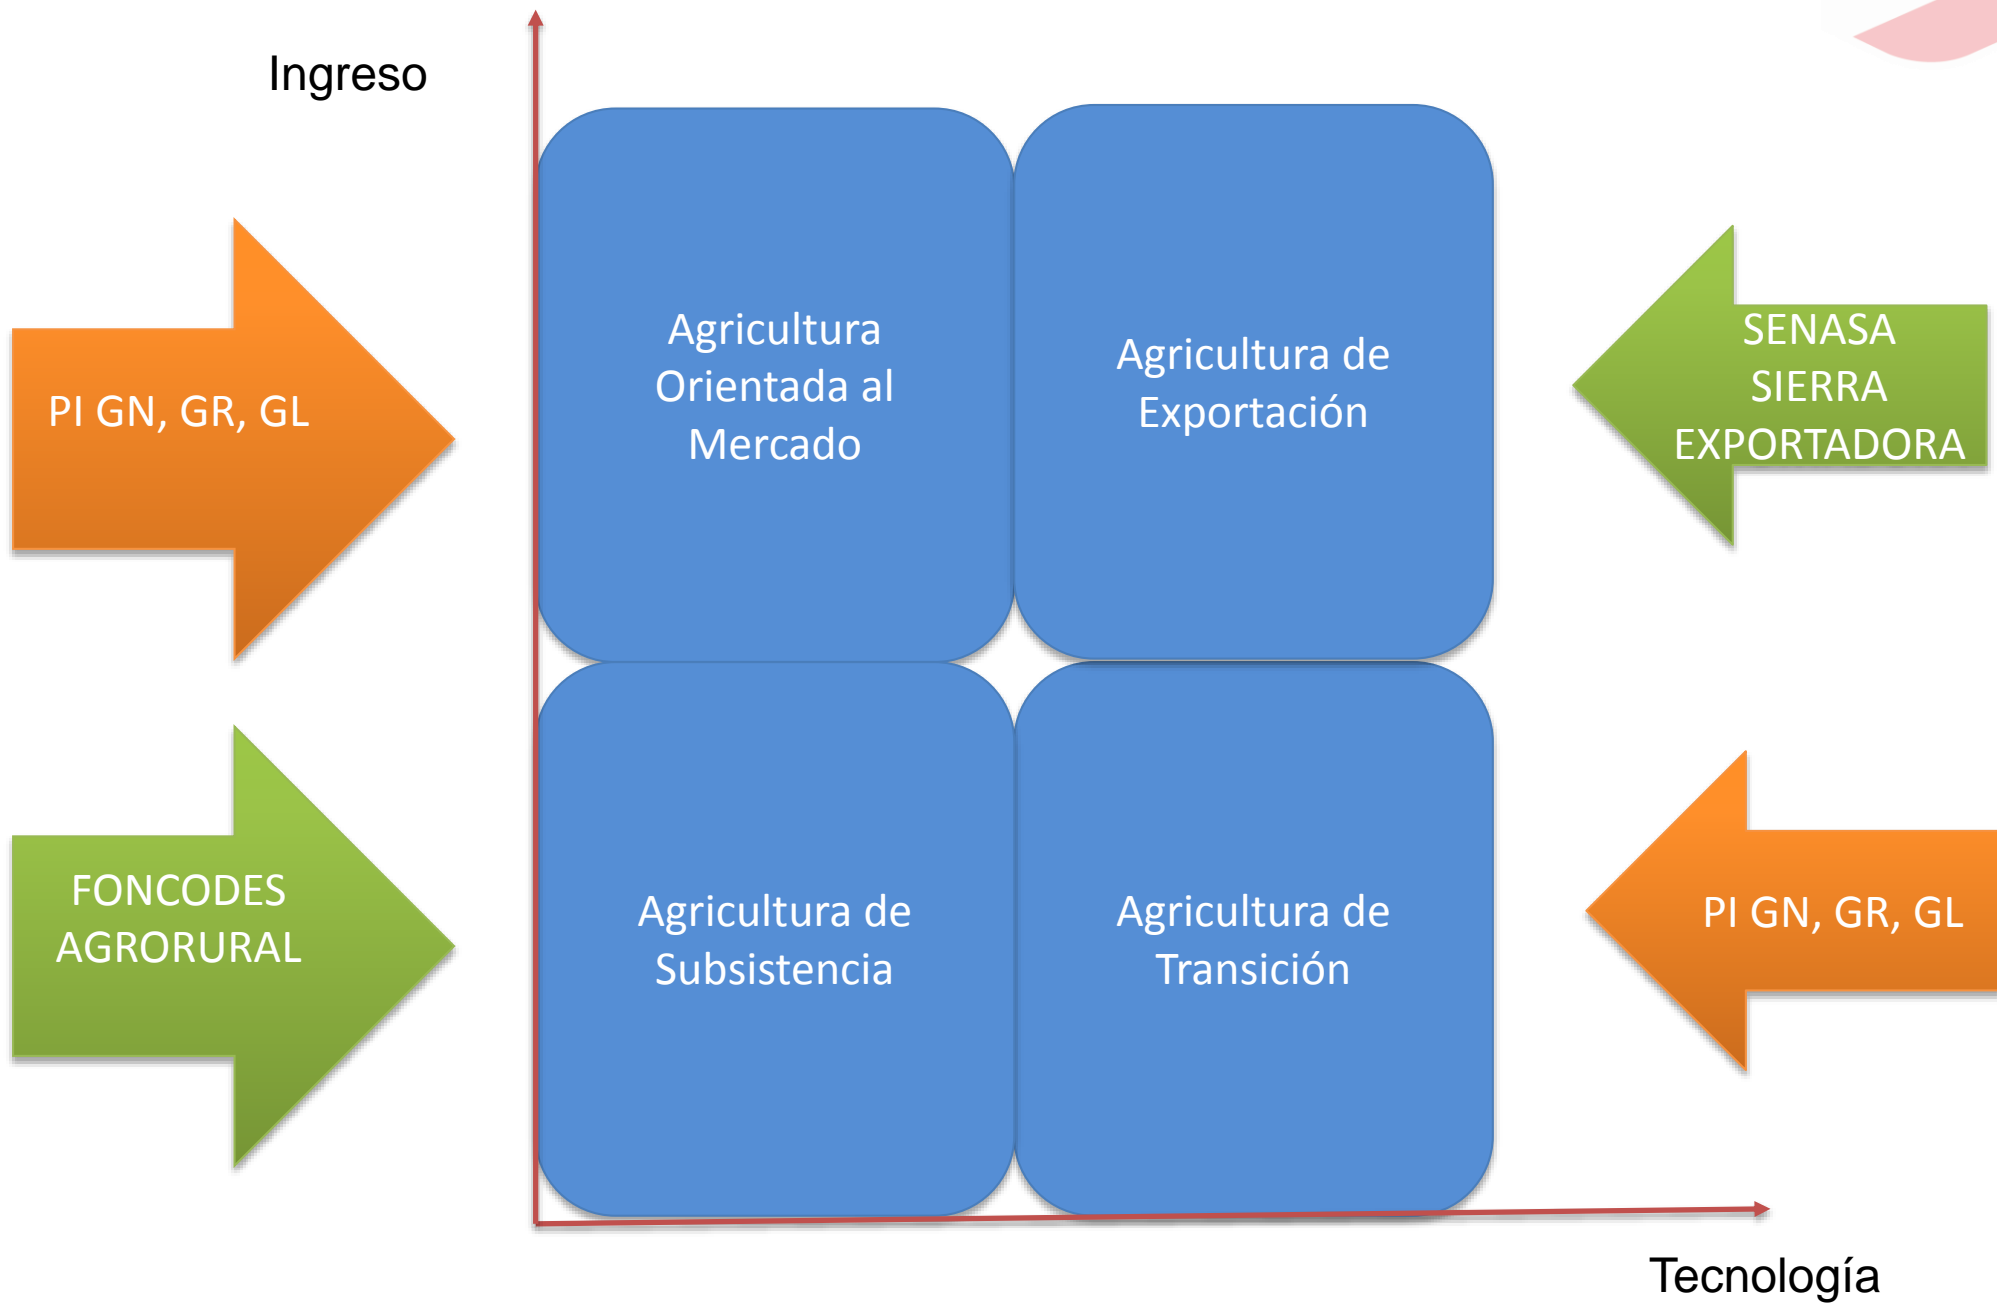 Ingreso
PI GN, GR, GL
Agricultura
Orientada al
Mercado
Agricultura de
Exportación
SENASA
SIERRA
EXPORTADORA
FONCODES
AGRORURAL
Agricultura de
Subsistencia
Agricultura de
Transición
PI GN, GR, GL
Tecnología